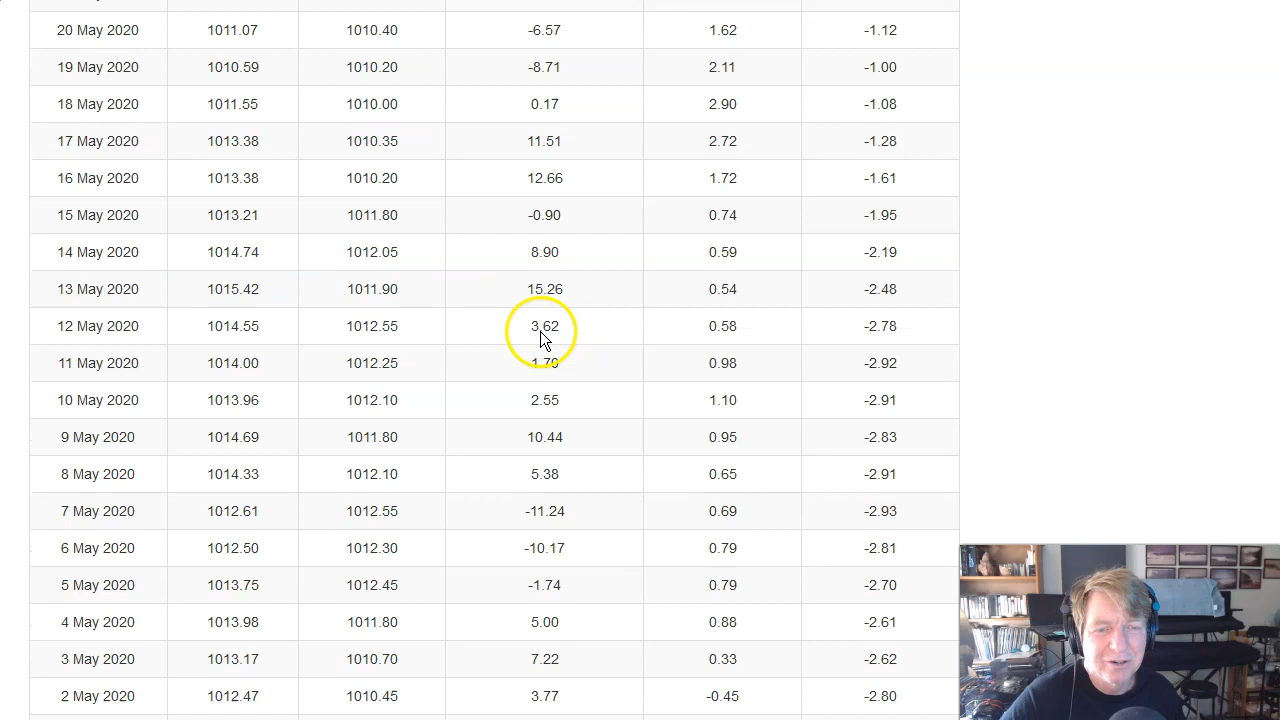 20 May 2020 1011.07 1010.40 -6.57 1.62 -1.12
19 May 2020 1010.59 1010.20 -8.71 2.11 -1.00
18 May 2020 1011.55 1010.00 0.17 2.90 -1.08
17 May 2020 1013.38 1010.35 11.51 2.72 -1.28
16 May 2020 1013.38 1010.20 12.66 1.72 -1.61
15 May 2020 1013.21 1011.80 -0.90 0.74 -1.95
14 May 2020 1014.74 1012.05 8.90 0.59 -2.19
13 May 2020 1015.42 1011.90 15.26 0.54 -2.48
12 May 2020 1014.55 1012.55 3.62 0.58 -2.78
11 May 2020 1014.00 1012.25 0.98 -2.92
10 May 2020 1013.96 1012.10 2.55 1.10 -2.91
9 May 2020 1014.69 1011.80 10.44 0.95 -2.83
8 May 2020 1014.33 1012.10 5.38 0.65 -2.91
7 May 2020 1012.61 1012.55 -11.24 0.69 -2.93
6 May 2020 1012.50 1012.30 -10.17 0.79 -2.81
5 May 2020 1013.75 1012.45 -1.74 0.79 -2.70
4 May 2020 1013.98 1011.80 5.00 0.88 -2.61
3 May 2020 1013.17 1010.70 7.22 0.33 -2.62
2 May 2020 1012.47 1010.45 3.77 -0.45 -2.80